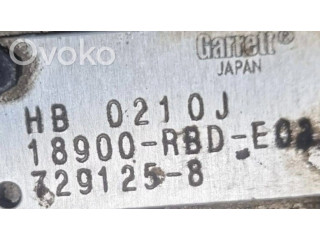 Ovoko
Garrett®
JAPAN
HB 0210J
18900-RBD-E02
729125-8